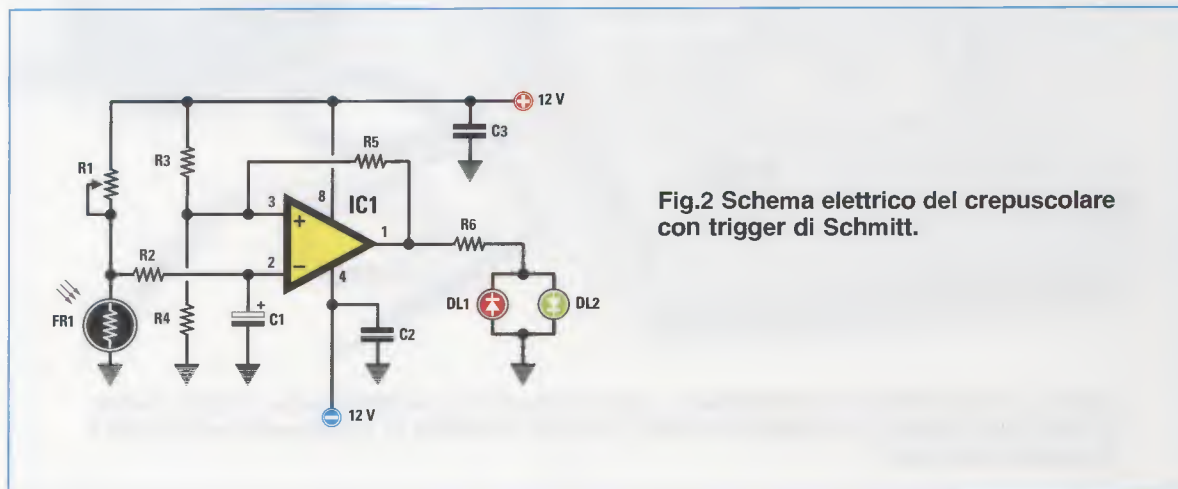 12 V
C3
R3
R5
R1
8
IC1
3
+
1
R6
R2
2
−
4
+
FR1
R4
C1
C2
DL1
DL2
12 V
Fig.2 Schema elettrico del crepuscolare
con trigger di Schmitt.